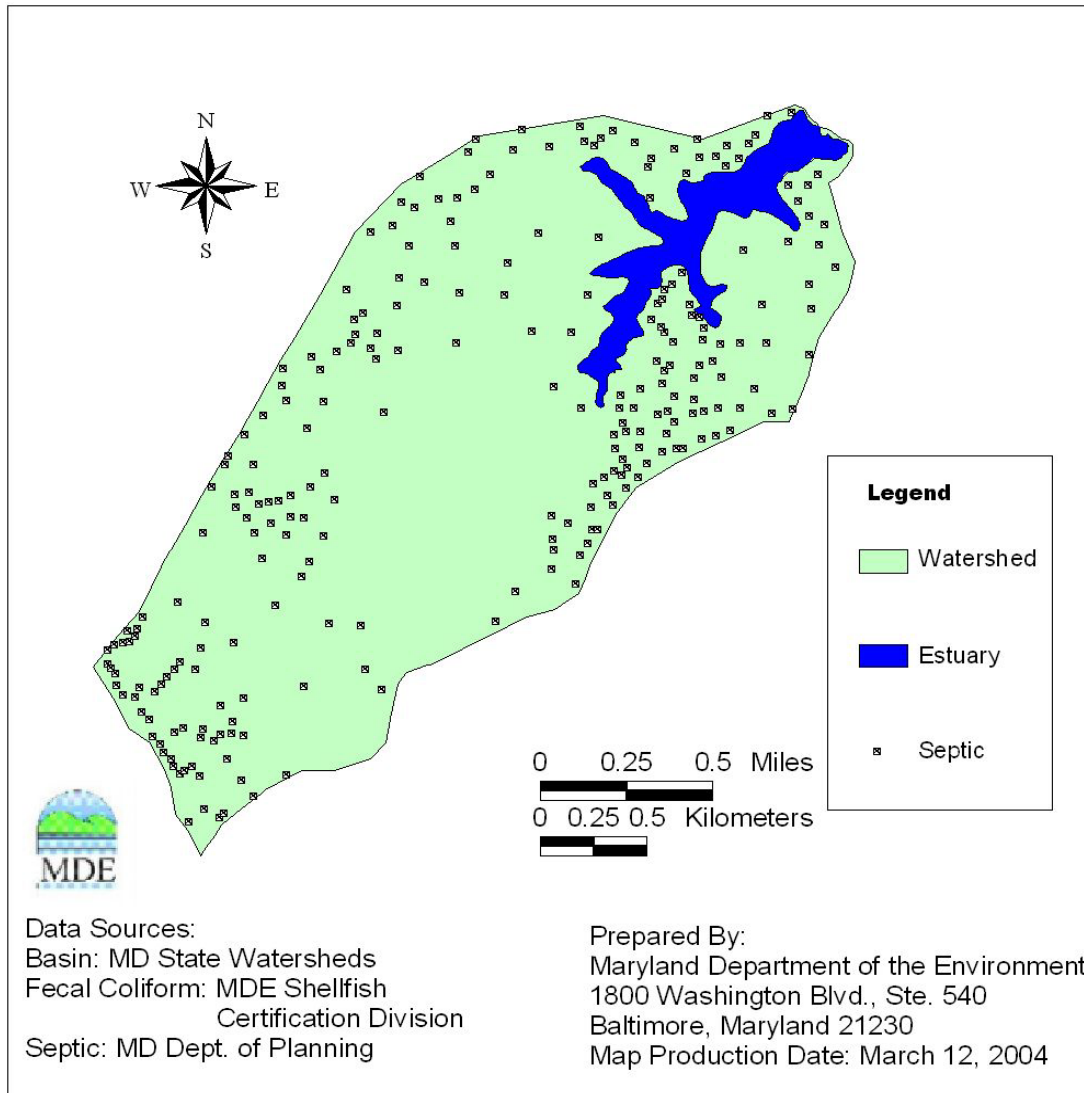 N
W E
S
Legend
Watershed
Estuary
Septic
0 0.25 0.5 Miles
0 0.25 0.5 Kilometers
MDE
Data Sources:
Basin: MD State Watersheds
Fecal Coliform: MDE Shellfish
Certification Division
Septic: MD Dept. of Planning
Prepared By:
Maryland Department of the Environment
1800 Washington Blvd., Ste. 540
Baltimore, Maryland 21230
Map Production Date: March 12, 2004